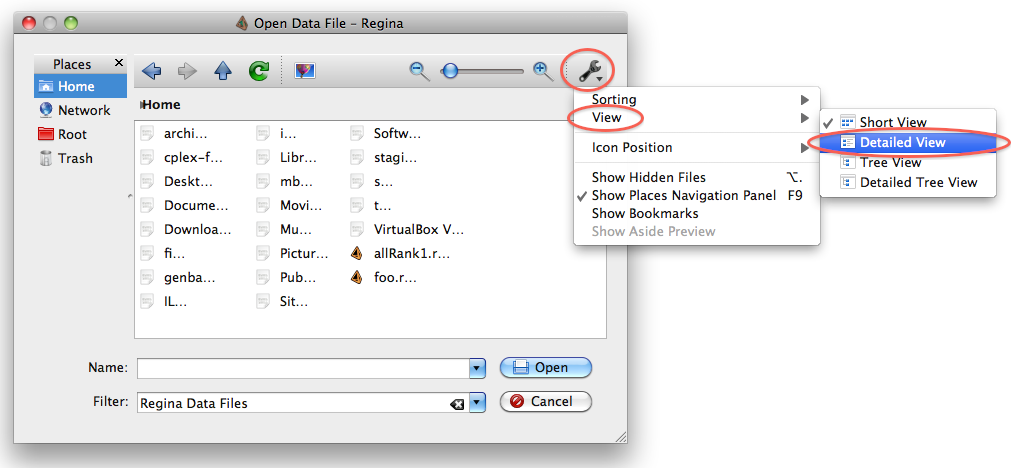 Open Data File – Regina
Places
Home
Network
Root
Trash
Home
archi...
cplex-f...
Deskt...
Docume...
Downloa...
fi...
genba...
IL...
i...
Libr...
mb...
Movi...
Mu...
Pictur...
Pub...
Sit...
Softw...
stagi...
s...
t...
VirtualBox V...
allRank1.r...
foo.r...
Sorting
View
Icon Position
Show Hidden Files ⌥.
Show Places Navigation Panel F9
Show Bookmarks
Show Aside Preview
Short View
Detailed View
Tree View
Detailed Tree View
Name:
Open
Filter: Regina Data Files
Cancel